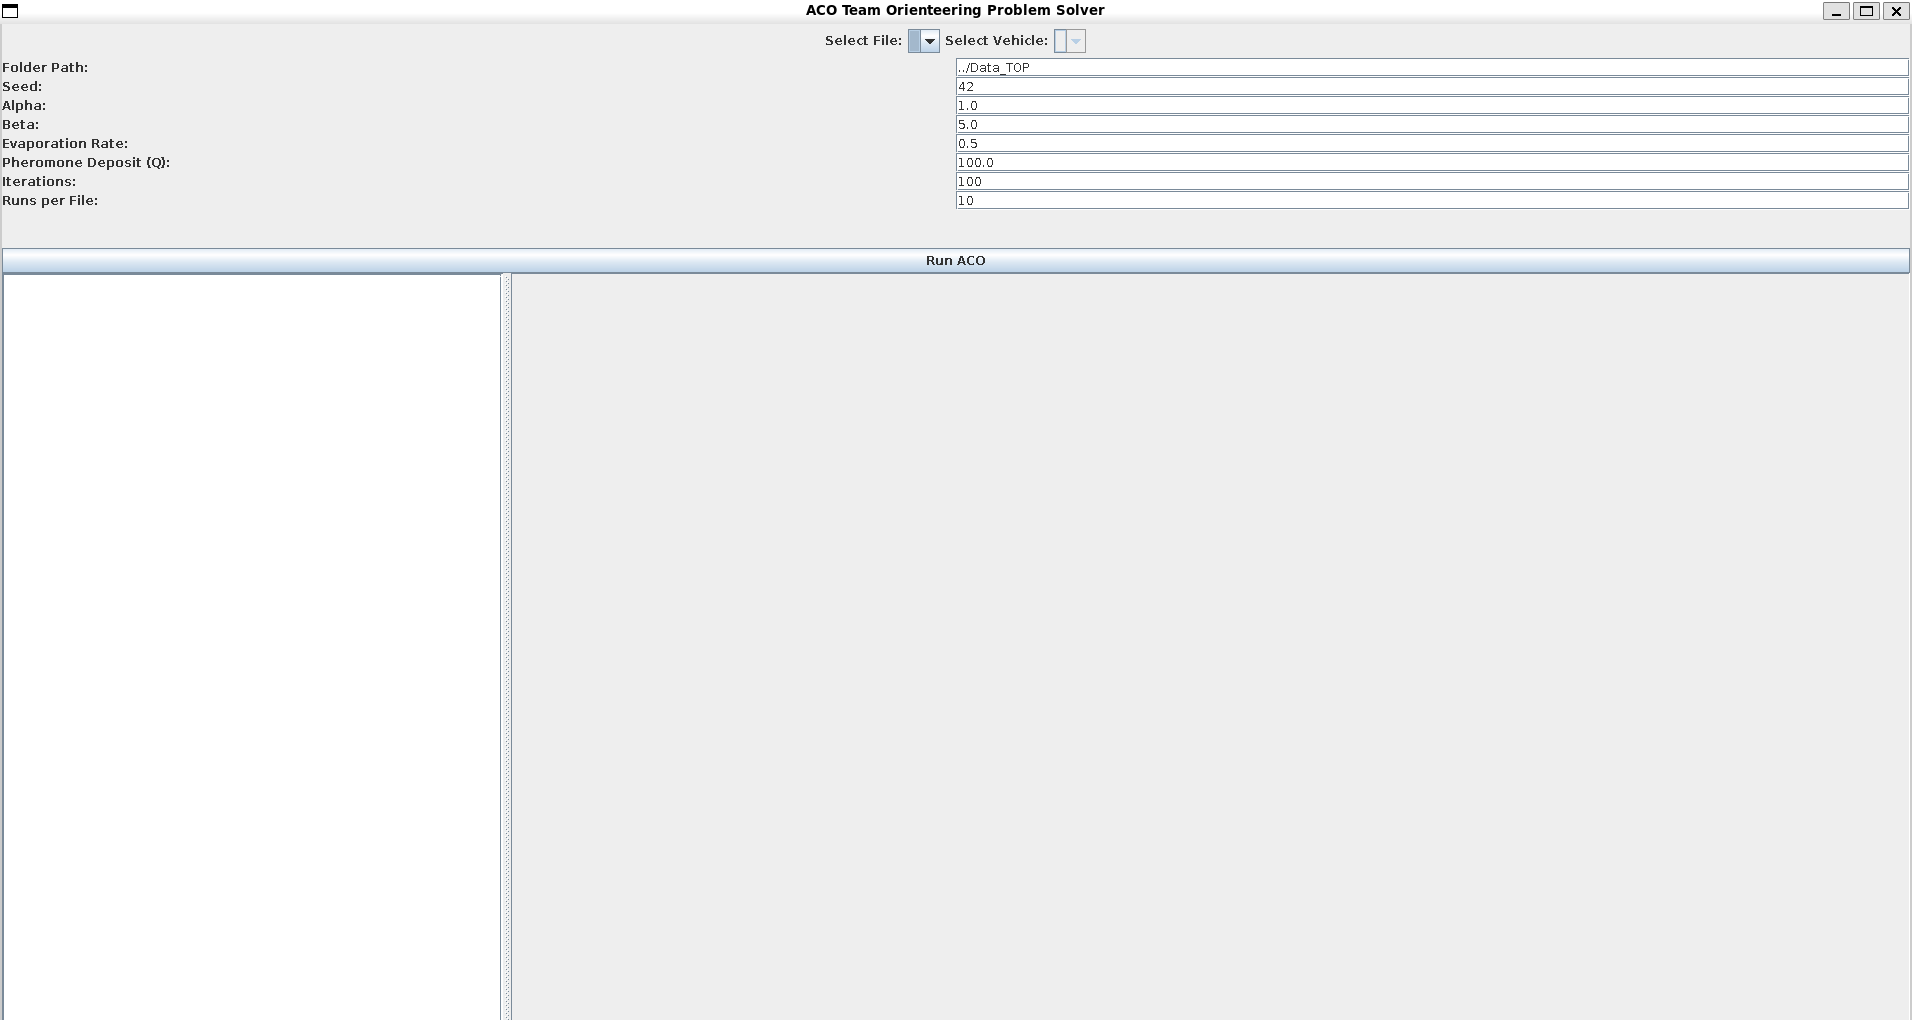 ACO Team Orienteering Problem Solver
Select File: Select Vehicle:
Folder Path: ../Data_TOP
Seed: 42
Alpha: 1.0
Beta: 5.0
Evaporation Rate: 0.5
Pheromone Deposit (Q): 100.0
Iterations: 100
Runs per File: 10
Run ACO